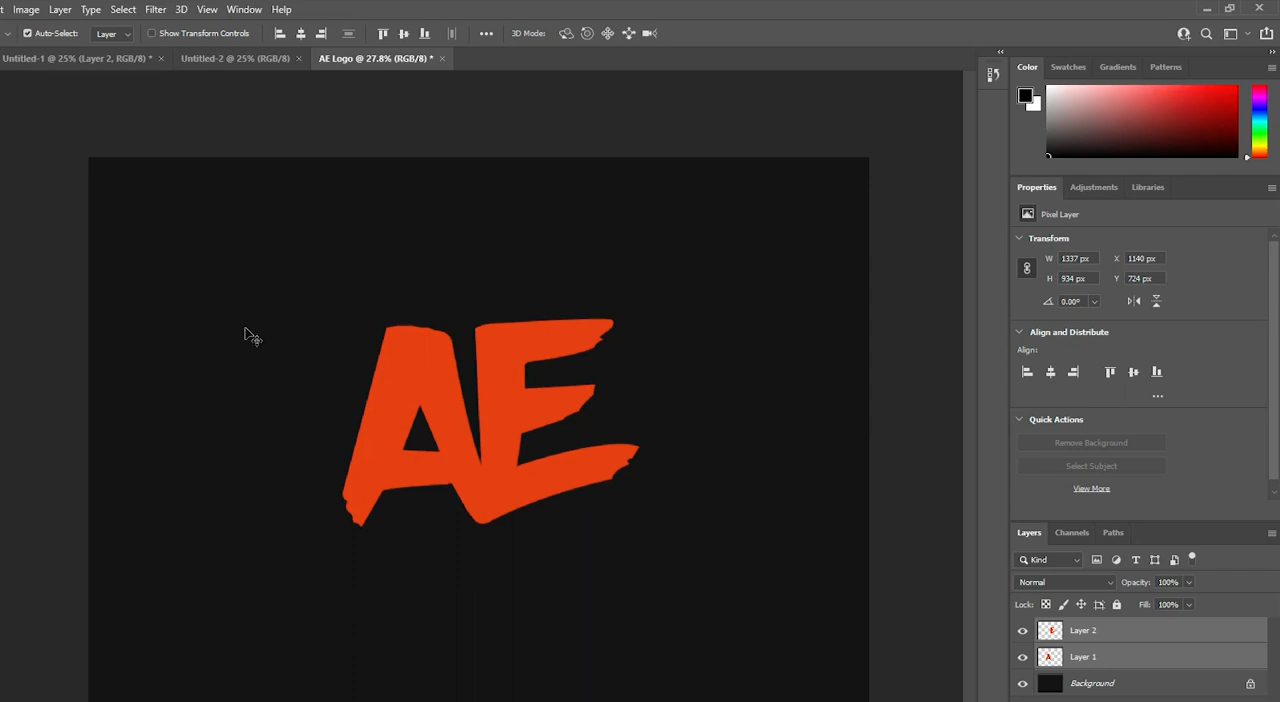 Image Layer Type Select Filter 3D View Window Help
Auto-Select: Layer Show Transform Controls 3D Mode:
Untitled-1 @ 25% (Layer 2, RGB/8) * × Untitled-2 @ 25% (RGB/8) × AE Logo @ 27.8% (RGB/8) * ×
Color Swatches Gradients Patterns
Properties Adjustments Libraries
Pixel Layer
Transform
W 1337 px X 1140 px
H 934 px Y 724 px
0.00°
Align and Distribute
Align:
Quick Actions
Remove Background
Select Subject
View More
AE
Layers Channels Paths
Kind
Normal Opacity: 100%
Lock: Fill: 100%
Layer 2
Layer 1
Background